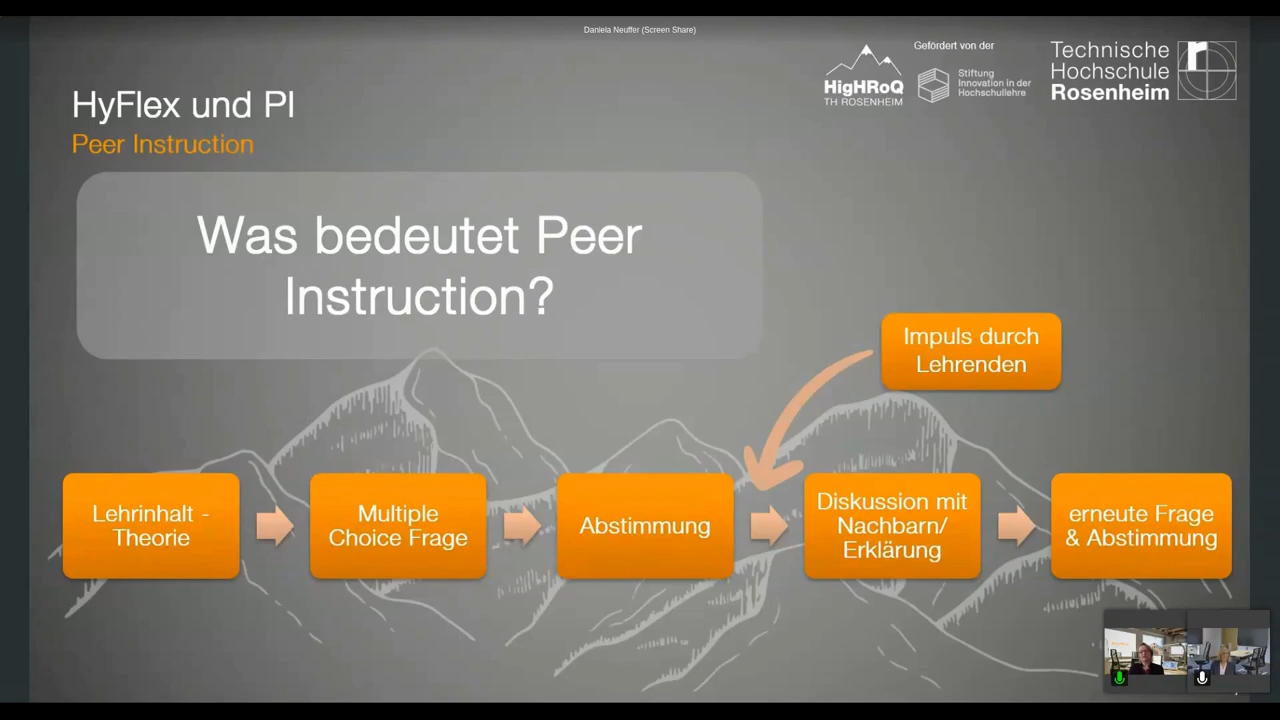 Daniela Neuffer (Screen Share)
Gefördert von der
HigHRoQ
TH ROSENHEIM
Stiftung
Innovation in der
Hochschullehre
Technische
Hochschule
Rosenheim
HyFlex und PI
Peer Instruction
Was bedeutet Peer
Instruction?
Impuls durch
Lehrenden
Lehrinhalt -
Theorie
Multiple
Choice Frage
Abstimmung
Diskussion mit
Nachbarn/
Erklärung
erneute Frage
& Abstimmung